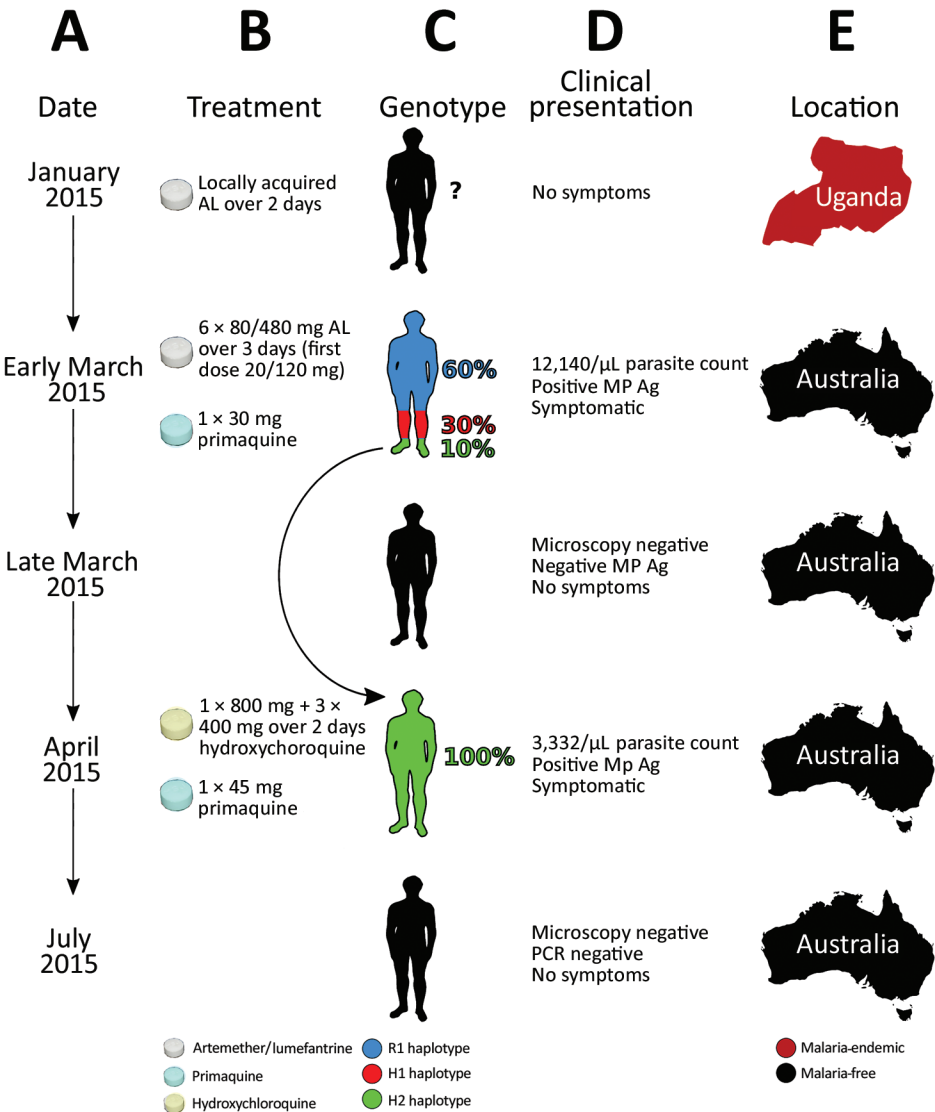 A B C D E
Date Treatment Genotype Clinical presentation Location
January
2015
Locally acquired
AL over 2 days
?
No symptoms
Uganda
Early March
2015
6 × 80/480 mg AL
over 3 days (first
dose 20/120 mg)
1 × 30 mg
primaquine
60%
30%
10%
12,140/µL parasite count
Positive MP Ag
Symptomatic
Australia
Late March
2015
Microscopy negative
Negative MP Ag
No symptoms
Australia
April
2015
1 × 800 mg + 3 ×
400 mg over 2 days
hydroxychoroquine
1 × 45 mg
primaquine
100%
3,332/µL parasite count
Positive Mp Ag
Symptomatic
Australia
July
2015
Microscopy negative
PCR negative
No symptoms
Australia
Artemether/lumefantrine
Primaquine
Hydroxychloroquine
R1 haplotype
H1 haplotype
H2 haplotype
Malaria-endemic
Malaria-free